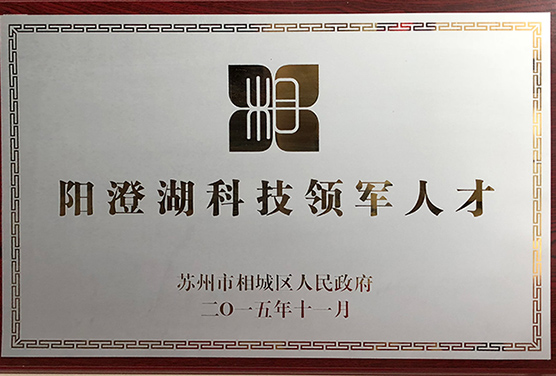 相
阳澄湖科技领军人才
苏州市相城区人民政府
二〇一五年十一月